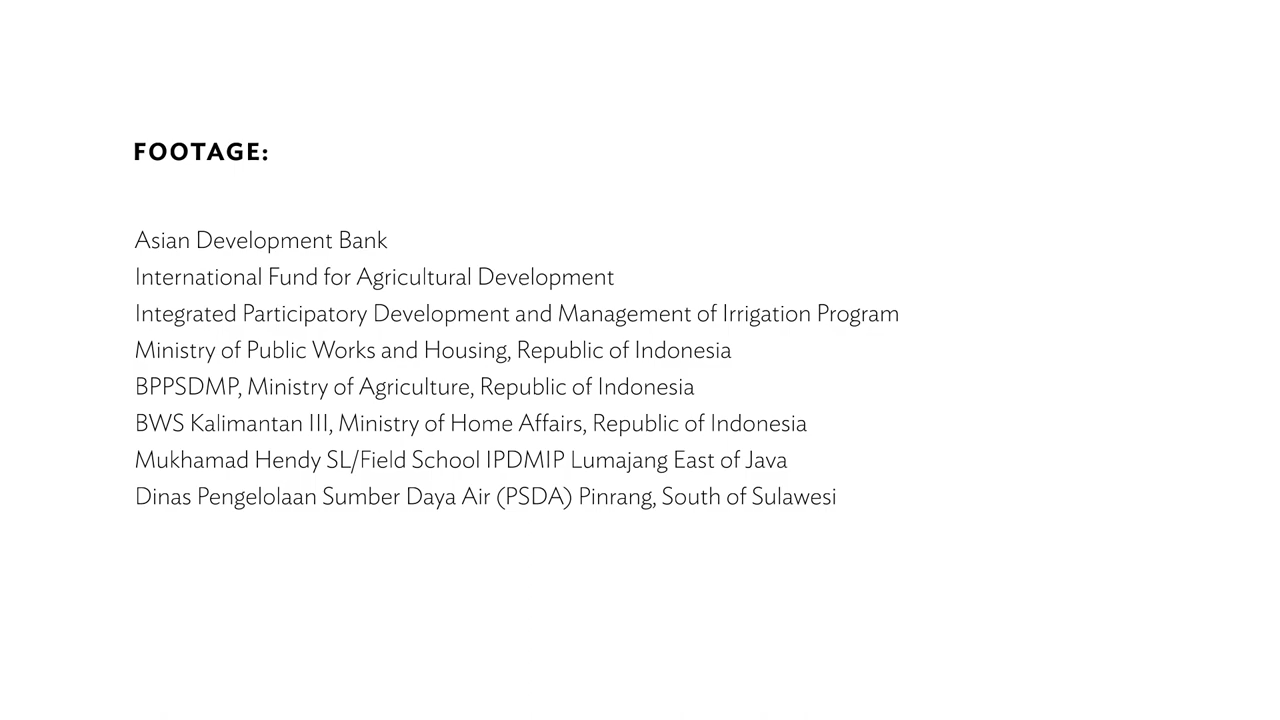 FOOTAGE:
Asian Development Bank
International Fund for Agricultural Development
Integrated Participatory Development and Management of Irrigation Program
Ministry of Public Works and Housing, Republic of Indonesia
BPPSDMP, Ministry of Agriculture, Republic of Indonesia
BWS Kalimantan III, Ministry of Home Affairs, Republic of Indonesia
Mukhamad Hendy SL/Field School IPDMIP Lumajang East of Java
Dinas Pengelolaan Sumber Daya Air (PSDA) Pinrang, South of Sulawesi